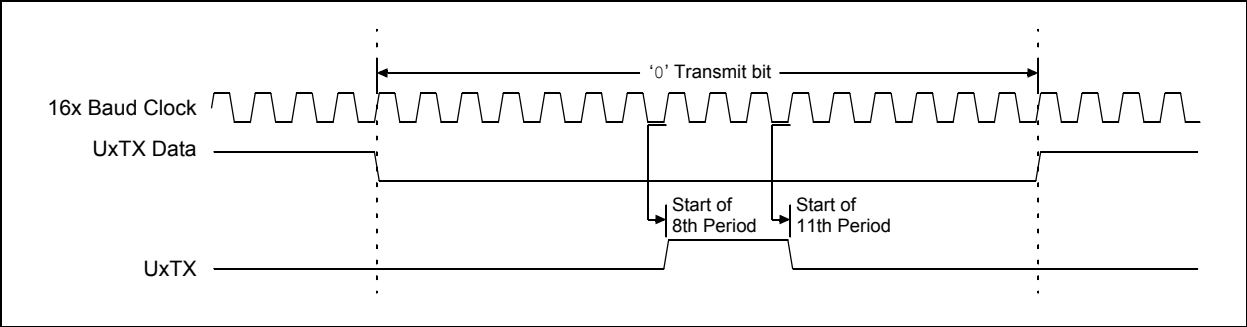 ‘0’ Transmit bit
16x Baud Clock
UxTX Data
Start of
8th Period
Start of
11th Period
UxTX